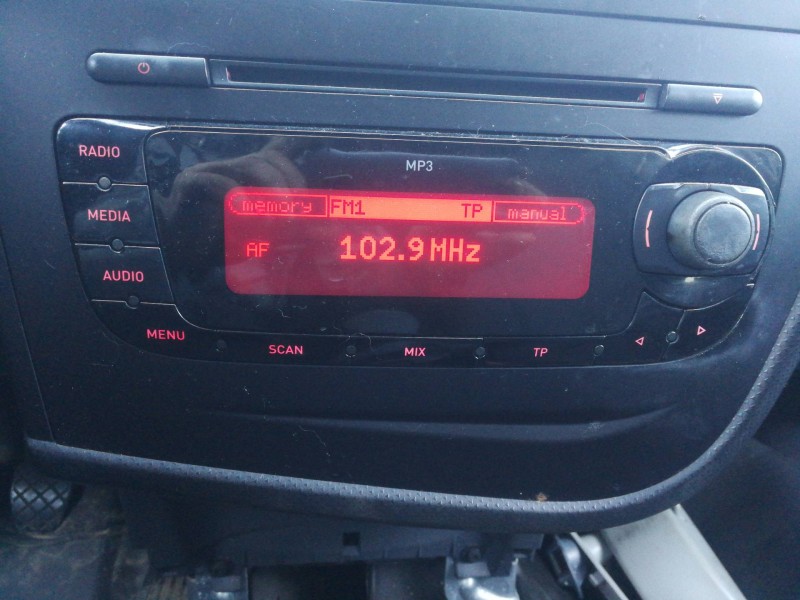 MP3
RADIO
memory FM1 TP manual
MEDIA
AF 102.9 MHz
AUDIO
MENU
SCAN MIX TP